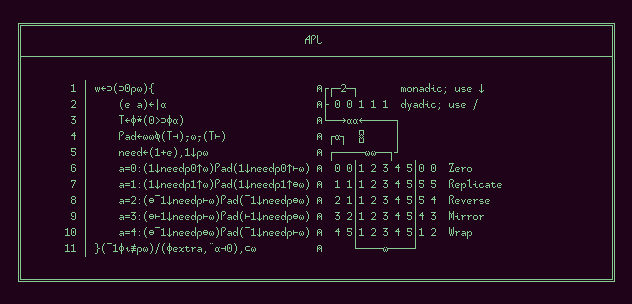 APL
1 w←⊃(⊃0⍴⍵){ ⍝┌┌─2─┐ monadic; use ↓
2 (e a)←|⍺ ⍝├ 0 0 1 1 1 dyadic; use /
3 T←⍉⍣(0>⊃⌽⍺) ⍝└──→⍺⍺←────┐
4 Pad←⍵⍵⍉(T⊣)⍪⍵⍪(T⊢) ⍝ ┌⍺┐ ⍵ │
5 need←(1+e),1↓⍴⍵ ⍝ ┌────⍵⍵──┐
6 a=0:(1↓need⍴0↑⍵)Pad(1↓need⍴0↑⊢⍵) ⍝ 0 0│1 2 3 4 5│0 0 Zero
7 a=1:(1↓need⍴1↑⍵)Pad(1↓need⍴1↑⊖⍵) ⍝ 1 1│1 2 3 4 5│5 5 Replicate
8 a=2:(⊖¯1↓need⍴⊢⍵)Pad(¯1↓need⍴⊖⍵) ⍝ 2 1│1 2 3 4 5│5 4 Reverse
9 a=3:(⊖⊢1↓need⍴⊢⍵)Pad(⊢1↓need⍴⊖⍵) ⍝ 3 2│1 2 3 4 5│4 3 Mirror
10 a=4:(⊖¯1↓need⍴⊖⍵)Pad(¯1↓need⍴⊢⍵) ⍝ 4 5│1 2 3 4 5│1 2 Wrap
11 }(¯1⌽⍳≢⍴⍵)/(⌽extra,¨⍺⊣0),⊂⍵ ⍝ └────⍵────┘